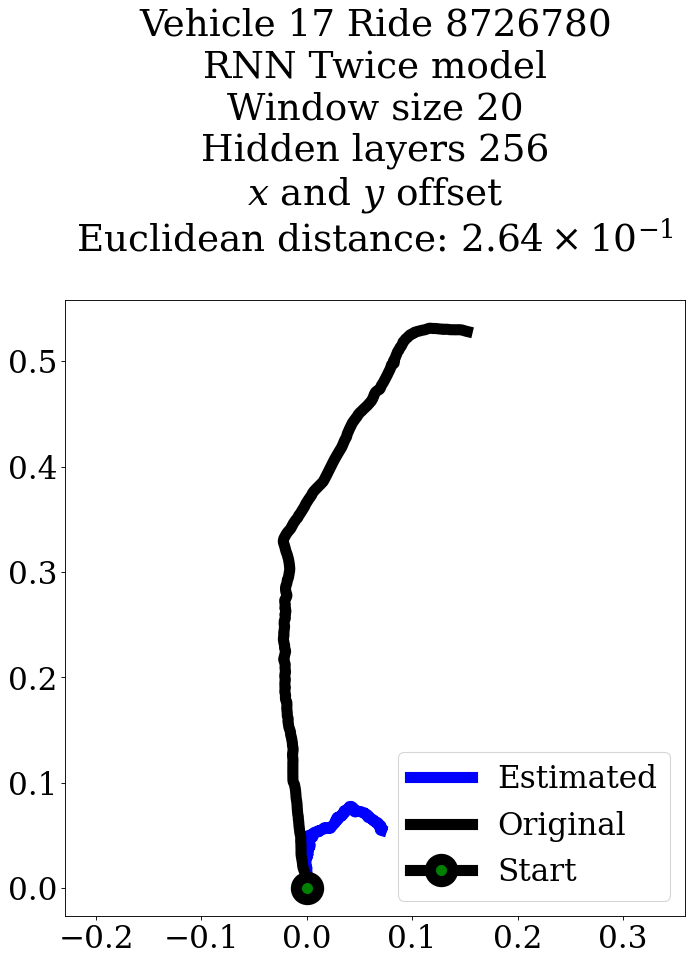 Vehicle 17 Ride 8726780
RNN Twice model
Window size 20
Hidden layers 256
x and y offset
Euclidean distance: 2.64 × 10⁻¹
0.5
0.4
0.3
0.2
0.1
0.0
Estimated
Original
Start
−0.2 −0.1 0.0 0.1 0.2 0.3